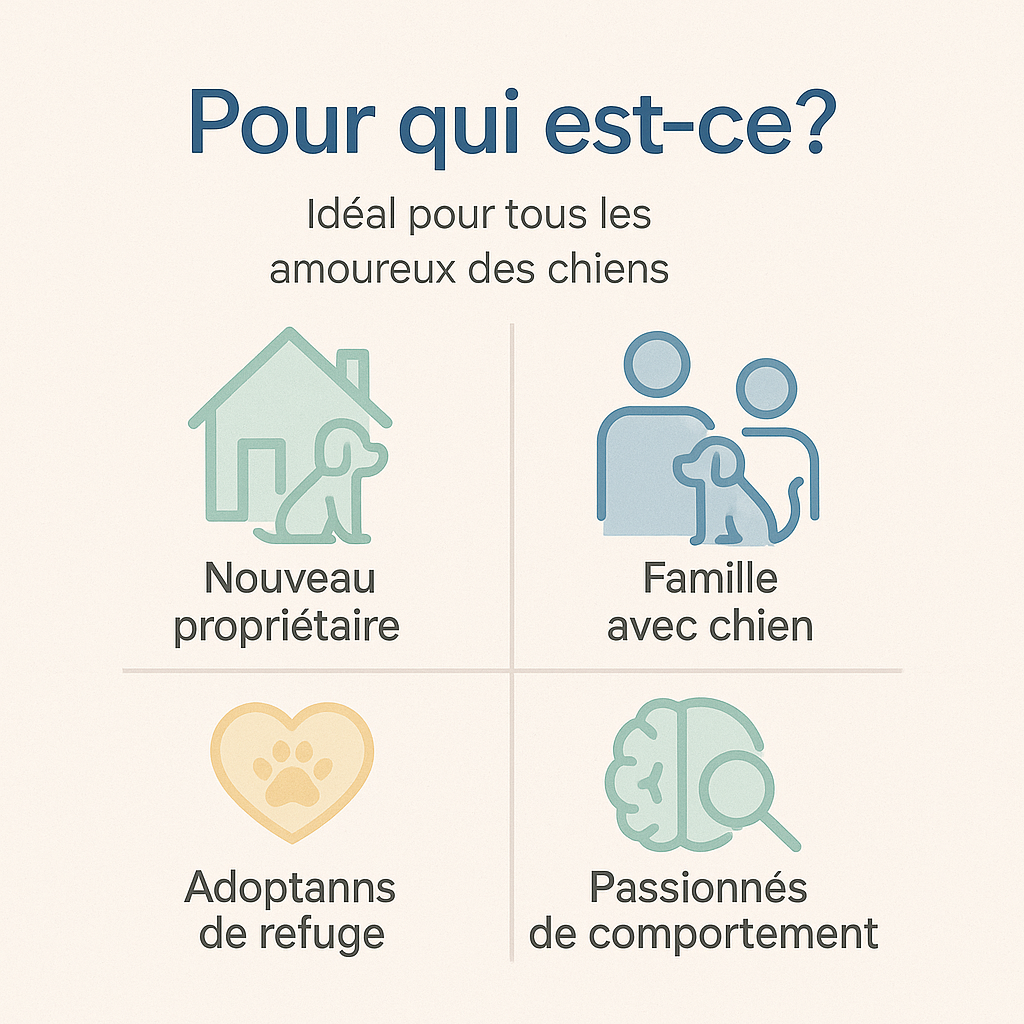 Pour qui est-ce?
Idéal pour tous les
amoureux des chiens
Nouveau
propriétaire
Famille
avec chien
Adoptanns
de refuge
Passionnés
de comportement